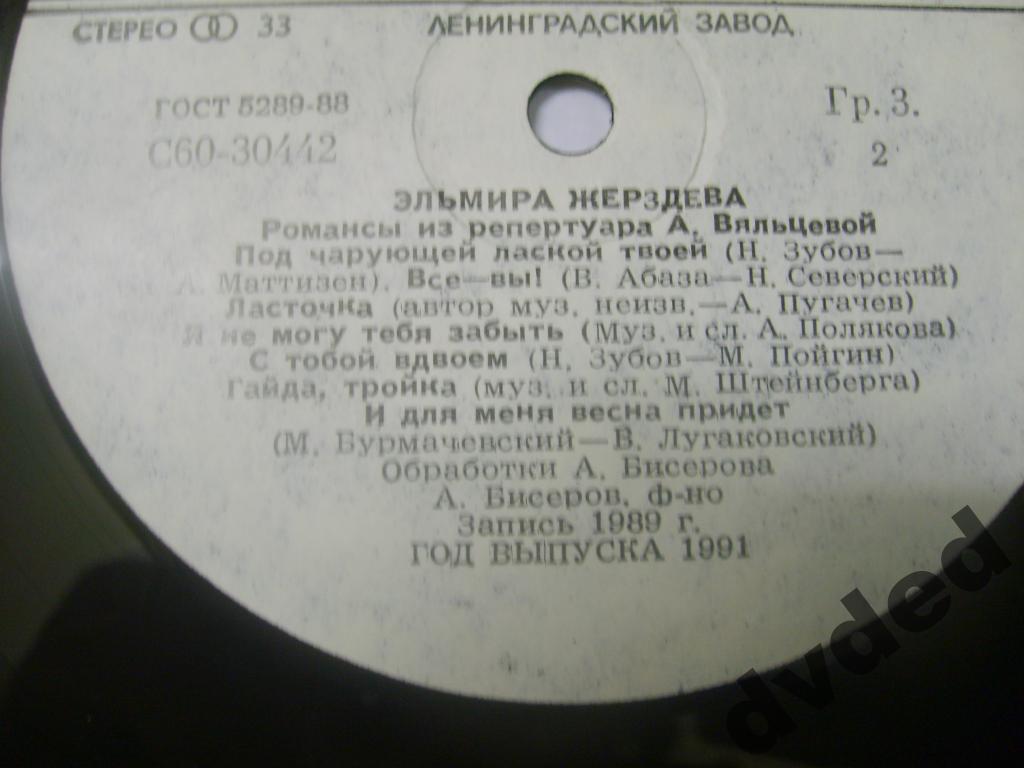 СТЕРЕО 33 ЛЕНИНГРАДСКИЙ ЗАВОД
ГОСТ 5289-88 Гр. 3.
С60-30442 2
ЭЛЬМИРА ЖЕРЗДЕВА
Романсы из репертуара А. Вяльцевой
Под чарующей лаской твоей (Н. Зубов—
А. Маттизен). Все—вы! (В. Абаза—Н. Северский)
Ласточка (автор муз. неизв.—А. Пугачев)
Я не могу тебя забыть (Муз. и сл. А. Полякова)
С тобой вдвоем (Н. Зубов—М. Пойгин)
Гайда, тройка (муз. и сл. М. Штейнберга)
И для меня весна придет
(М. Бурмачевский—В. Лугаковский)
Обработки А. Бисерова
А. Бисеров, ф-но
Запись 1989 г.
ГОД ВЫПУСКА 1991
dvded